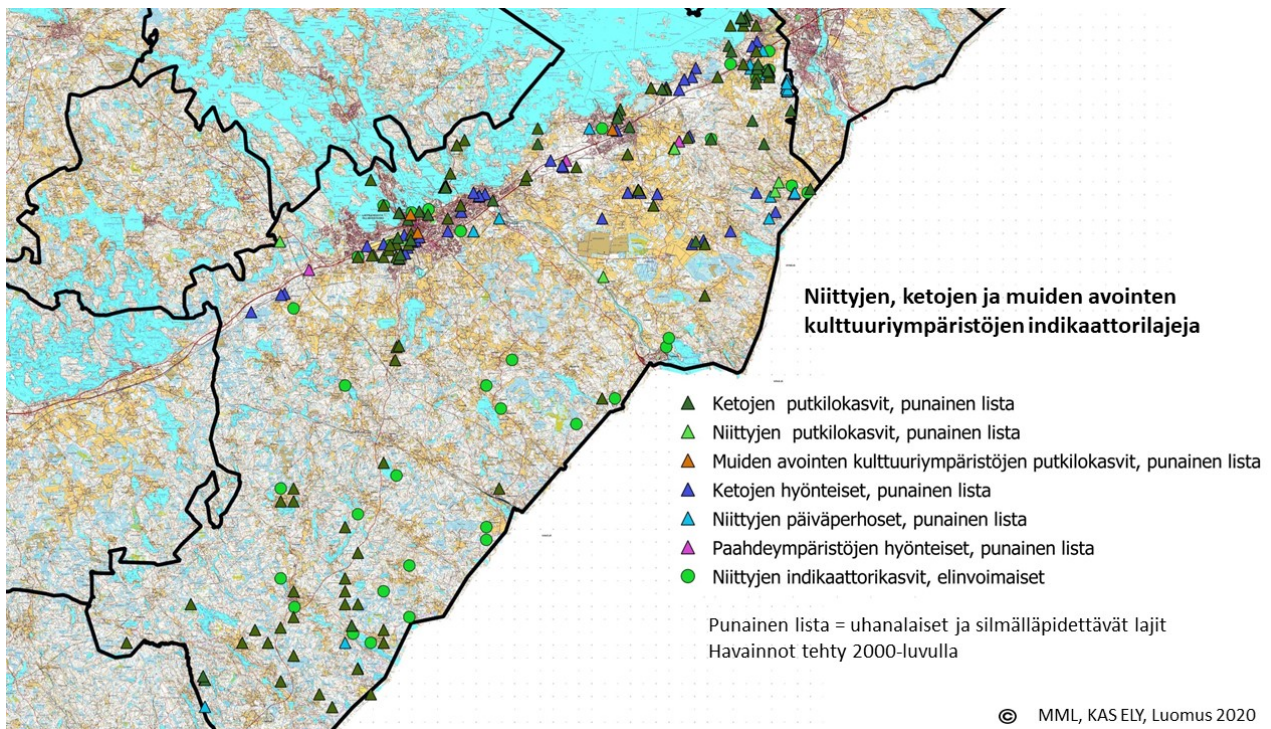 Niittyjen, ketojen ja muiden avointen
kulttuuriympäristöjen indikaattorilajeja
Ketojen putkilokasvit, punainen lista
Niittyjen putkilokasvit, punainen lista
Muiden avointen kulttuuriympäristöjen putkilokasvit, punainen lista
Ketojen hyönteiset, punainen lista
Niittyjen päiväperhoset, punainen lista
Paahdeympäristöjen hyönteiset, punainen lista
Niittyjen indikaattorikasvit, elinvoimaiset
Punainen lista = uhanalaiset ja silmälläpidettävät lajit
Havainnot tehty 2000-luvulla
© MML, KAS ELY, Luomus 2020